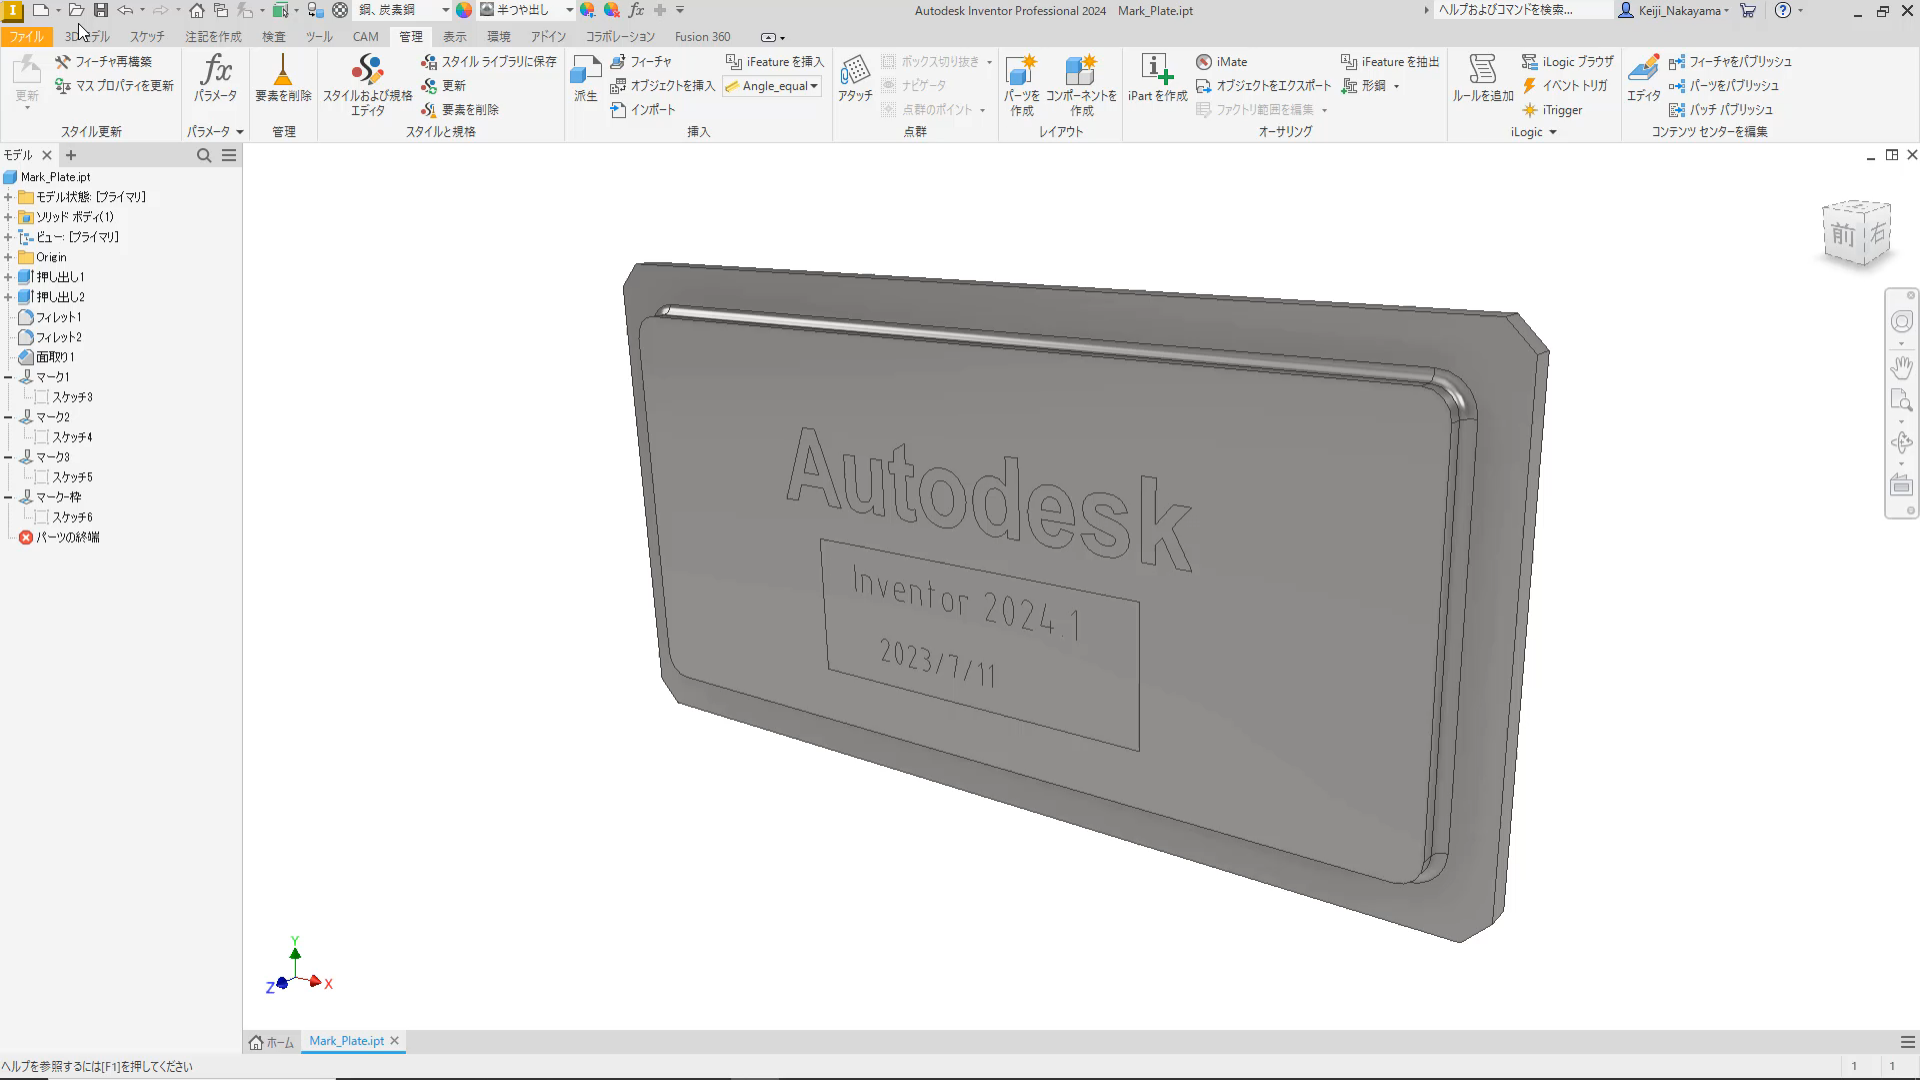 鋼、炭素鋼
半つや出し
Autodesk Inventor Professional 2024 Mark_Plate.ipt
ヘルプおよびコマンドを検索...
Keiji_Nakayama
ファイル 3Dモデル スケッチ 注記を作成 検査 ツール CAM 管理 表示 環境 アドイン コラボレーション Fusion 360
更新
フィーチャ再構築
マス プロパティを更新
スタイル更新
fx
パラメータ
パラメータ
要素を削除
管理
スタイルおよび規格
エディタ
スタイル ライブラリに保存
更新
要素を削除
スタイルと規格
派生
フィーチャ
オブジェクトを挿入
インポート
iFeature を挿入
Angle_equal
挿入
アタッチ
ボックス切り抜き
ナビゲータ
点群のポイント
点群
パーツを
作成
コンポーネントを
作成
レイアウト
iPart を作成
iMate
オブジェクトをエクスポート
ファクトリ範囲を編集
iFeature を抽出
形鋼
オーサリング
ルールを追加
iLogic ブラウザ
イベント トリガ
iTrigger
iLogic
エディタ
フィーチャをパブリッシュ
パーツをパブリッシュ
バッチ パブリッシュ
コンテンツ センターを編集
モデル
Mark_Plate.ipt
モデル状態: [プライマリ]
ソリッド ボディ(1)
ビュー: [プライマリ]
Origin
押し出し1
押し出し2
フィレット1
フィレット2
面取り1
マーク1
スケッチ3
マーク2
スケッチ4
マーク3
スケッチ5
マーク-枠
スケッチ6
パーツの終端
前
右
Autodesk
Inventor 2024.1
2023/7/11
Y
Z
X
ホーム
Mark_Plate.ipt
ヘルプを参照するには[F1]を押してください
1 1